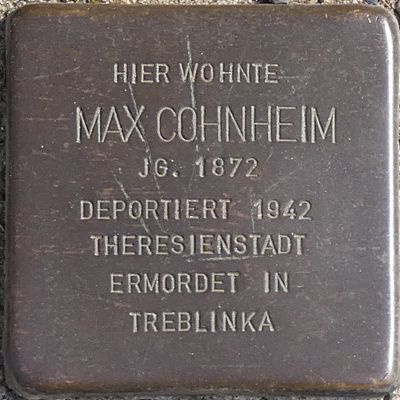 HIER WOHNTE
MAX COHNHEIM
JG. 1872
DEPORTIERT 1942
THERESIENSTADT
ERMORDET IN
TREBLINKA